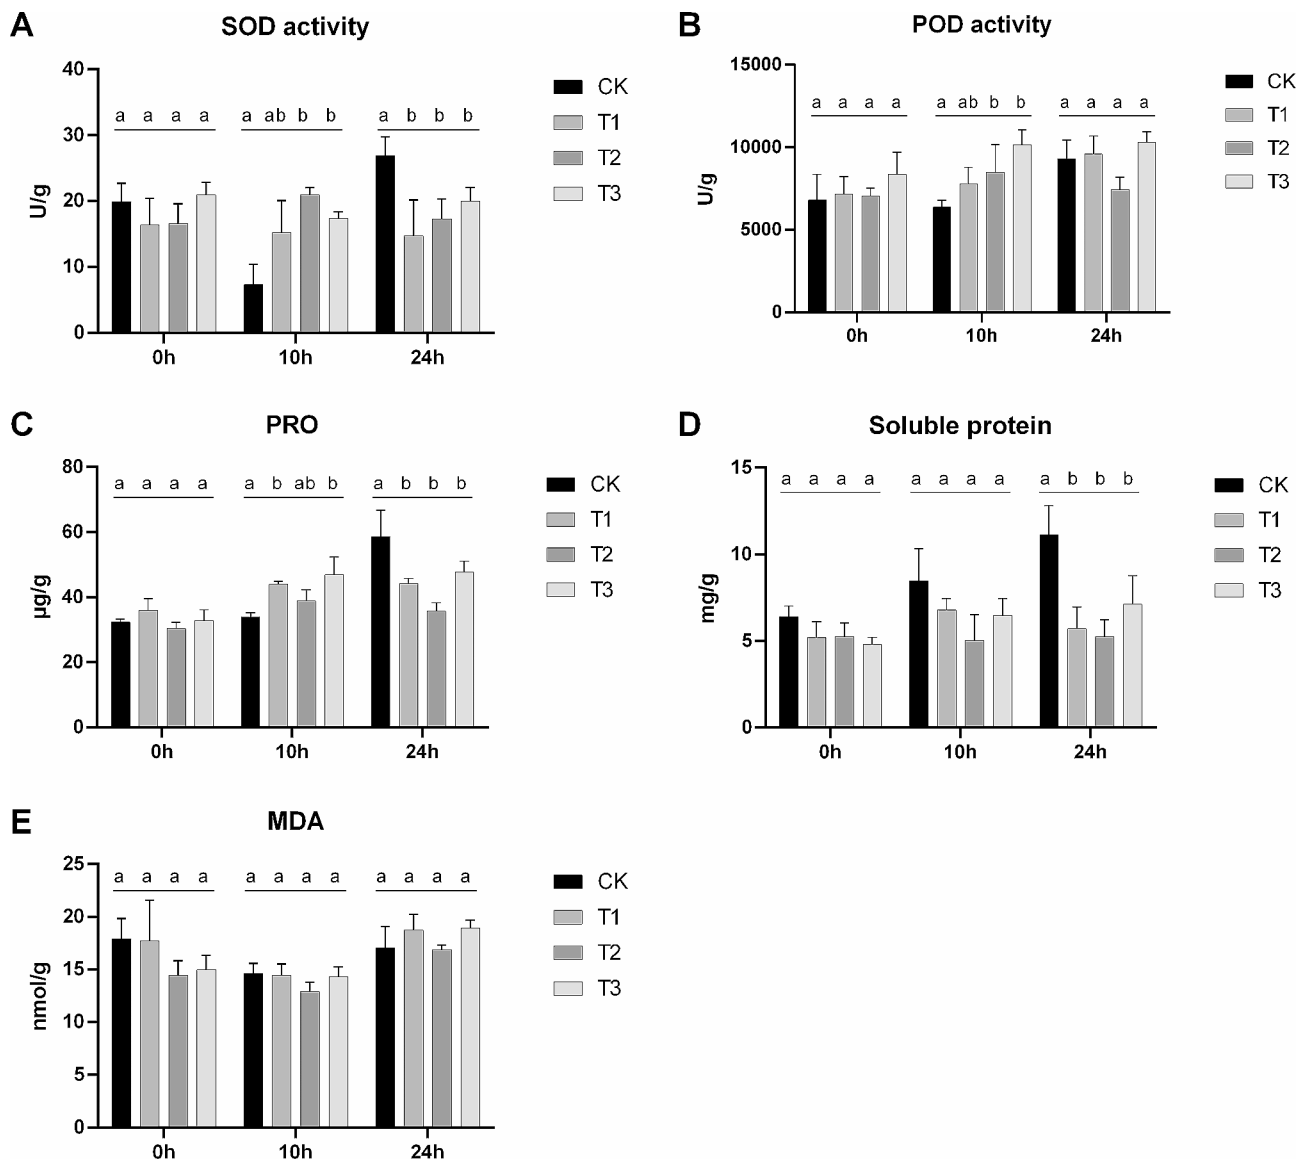 A
SOD activity
40
30
20
10
0
U/g
a a a a
a ab b b
a b b b
0h 10h 24h
CK
T1
T2
T3
B
POD activity
15000
10000
5000
0
U/g
a a a a
a ab b b
a a a a
0h 10h 24h
CK
T1
T2
T3
C
PRO
80
60
40
20
0
µg/g
a a a a
a b ab b
a b b b
0h 10h 24h
CK
T1
T2
T3
D
Soluble protein
15
10
5
0
mg/g
a a a a
a a a a
a b b b
0h 10h 24h
CK
T1
T2
T3
E
MDA
25
20
15
10
5
0
nmol/g
a a a a
a a a a
a a a a
0h 10h 24h
CK
T1
T2
T3